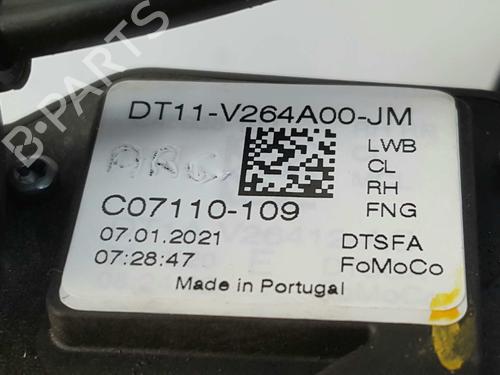 DT11-V264A00-JM
ARC
LWB
CL
RH
FNG
C07110-109
07.01.2021
07:28:47
DTSFA
FoMoCo
Made in Portugal
B-PARTS